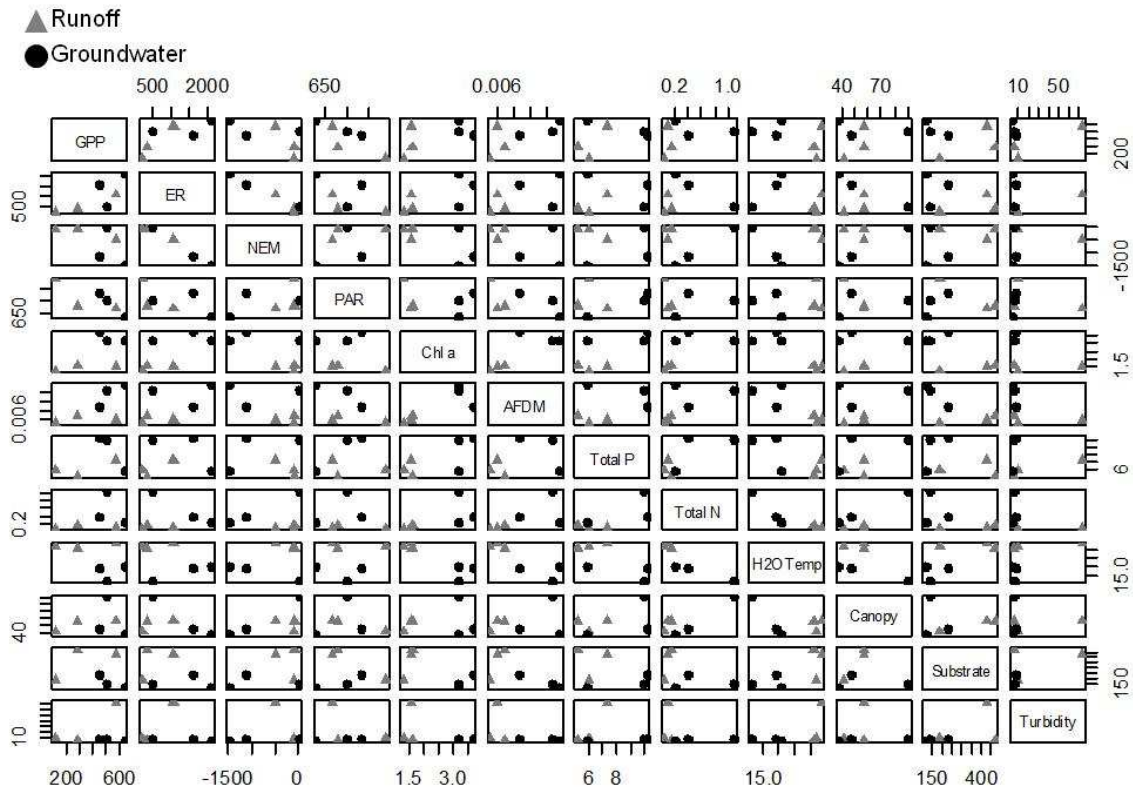 Runoff
Groundwater
500 2000 650 0.006 0.2 1.0 40 70 10 50
GPP 200
500 ER
NEM -1500
650 PAR
Chl a 1.5
0.006 AFDM
Total P 6
0.2 Total N
H2O Temp 15.0
40 Canopy
Substrate 150
10 Turbidity
200 600 -1500 0 1.5 3.0 6 8 15.0 150 400